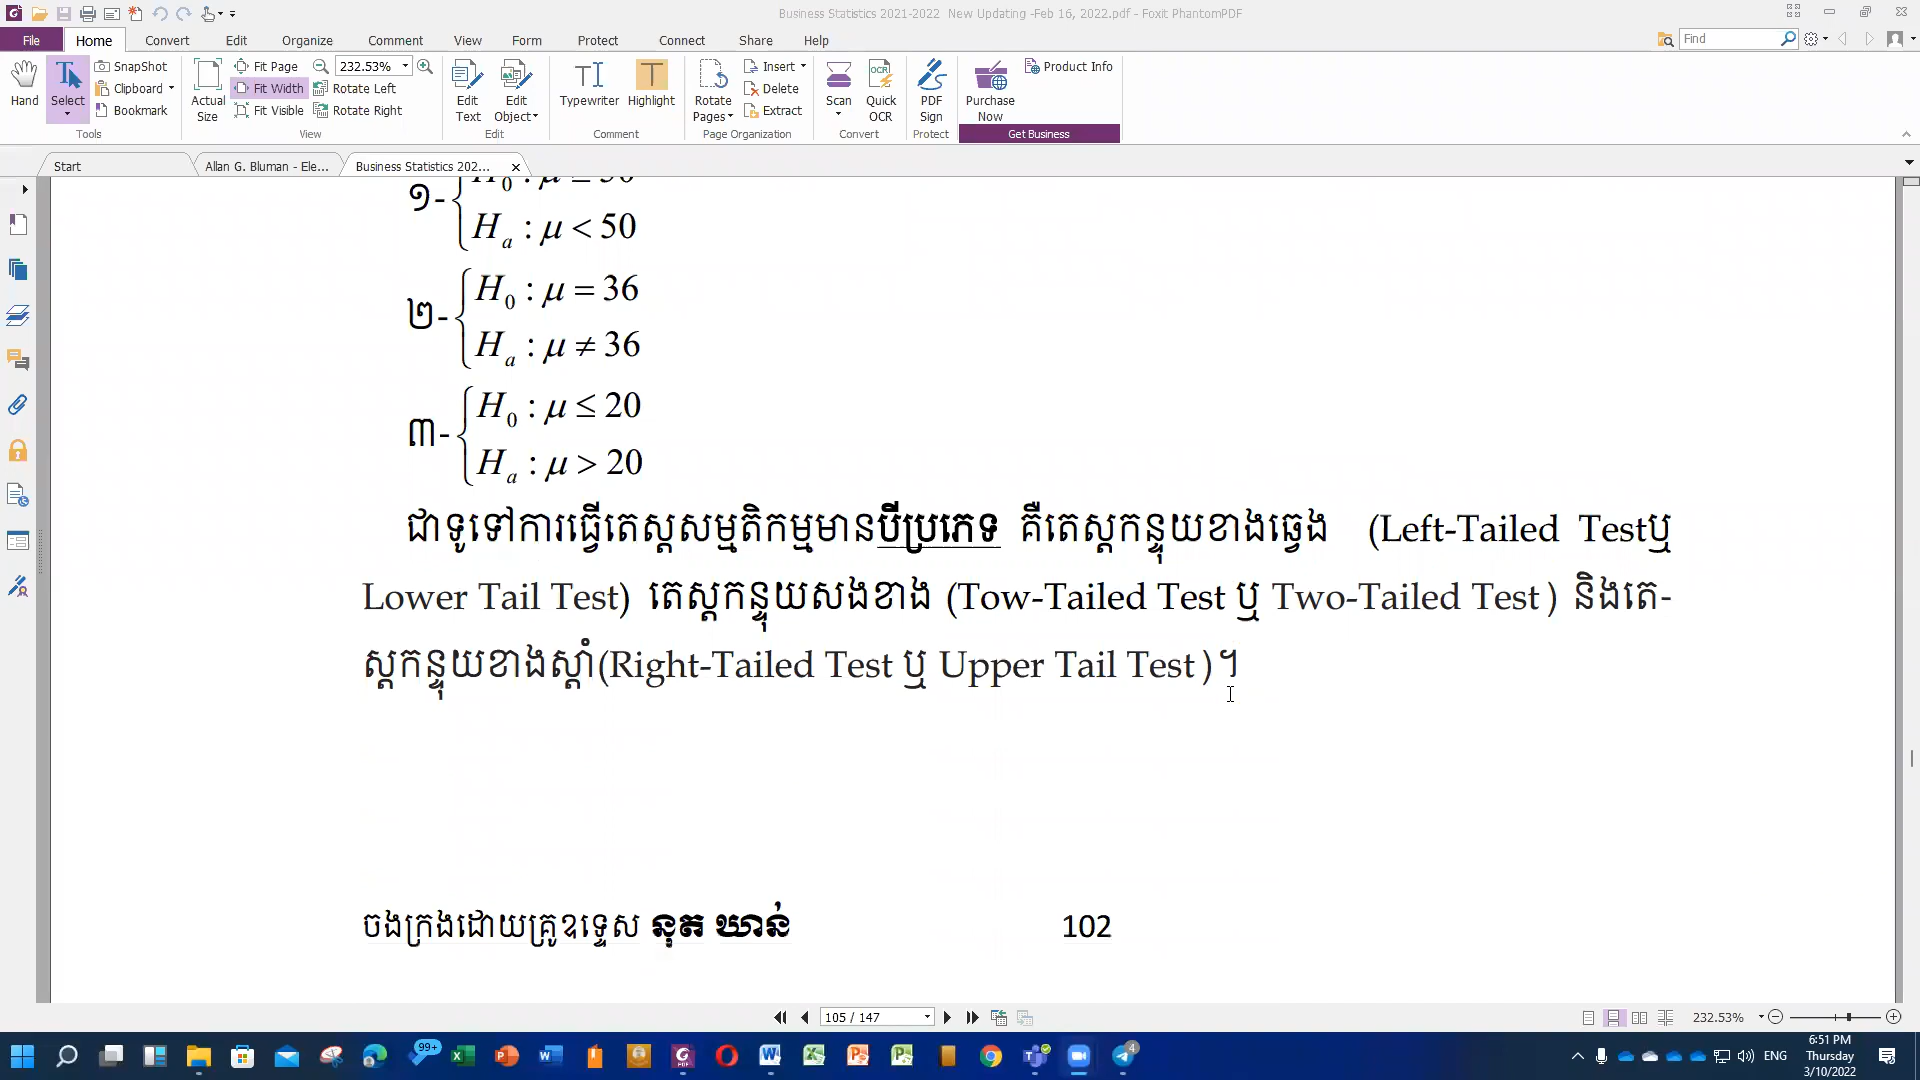 Business Statistics 2021-2022 New Updating -Feb 16, 2022.pdf - Foxit PhantomPDF
File Home Convert Edit Organize Comment View Form Protect Connect Share Help Find
SnapShot Fit Page 232.53% Rotate Left Insert Product Info
Clipboard Fit Width Rotate Right Delete
Bookmark Fit Visible Extract
Hand Select Actual Size Edit Text Edit Object Typewriter Highlight Rotate Pages Scan Quick OCR PDF Sign Purchase Now
Tools View Edit Comment Page Organization Convert Protect Get Business
Start Allan G. Bluman - Ele... Business Statistics 202...
១-
Ha : μ < 50
២- H0 : μ = 36
Ha : μ ≠ 36
៣- H0 : μ ≤ 20
Ha : μ > 20
ជាទូទៅការធ្វើតេស្តសម្មតិកម្មមានបីប្រភេទ គឺតេស្តកន្ទុយខាងឆ្វេង (Left-Tailed Testឬ
Lower Tail Test) តេស្តកន្ទុយសងខាង (Tow-Tailed Test ឬ Two-Tailed Test ) និងតេ-
ស្តកន្ទុយខាងស្តាំ(Right-Tailed Test ឬ Upper Tail Test )។
ចងក្រងដោយគ្រូឧទ្ទេស នុត ឃាន់ 102
105 / 147 232.53%
99+ 4 ENG
6:51 PM
Thursday
3/10/2022